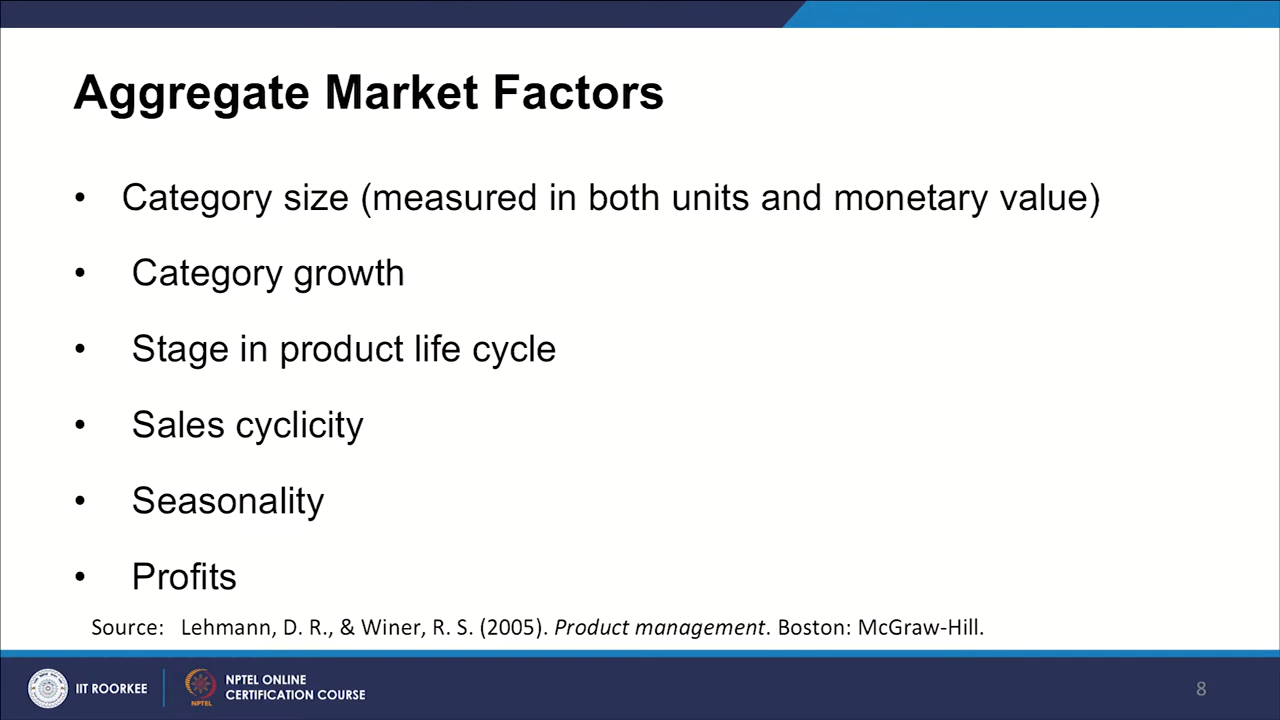 Aggregate Market Factors
• Category size (measured in both units and monetary value)
• Category growth
• Stage in product life cycle
• Sales cyclicity
• Seasonality
• Profits
Source: Lehmann, D. R., & Winer, R. S. (2005). Product management. Boston: McGraw-Hill.
IIT ROORKEE
NPTEL
NPTEL ONLINE
CERTIFICATION COURSE
8